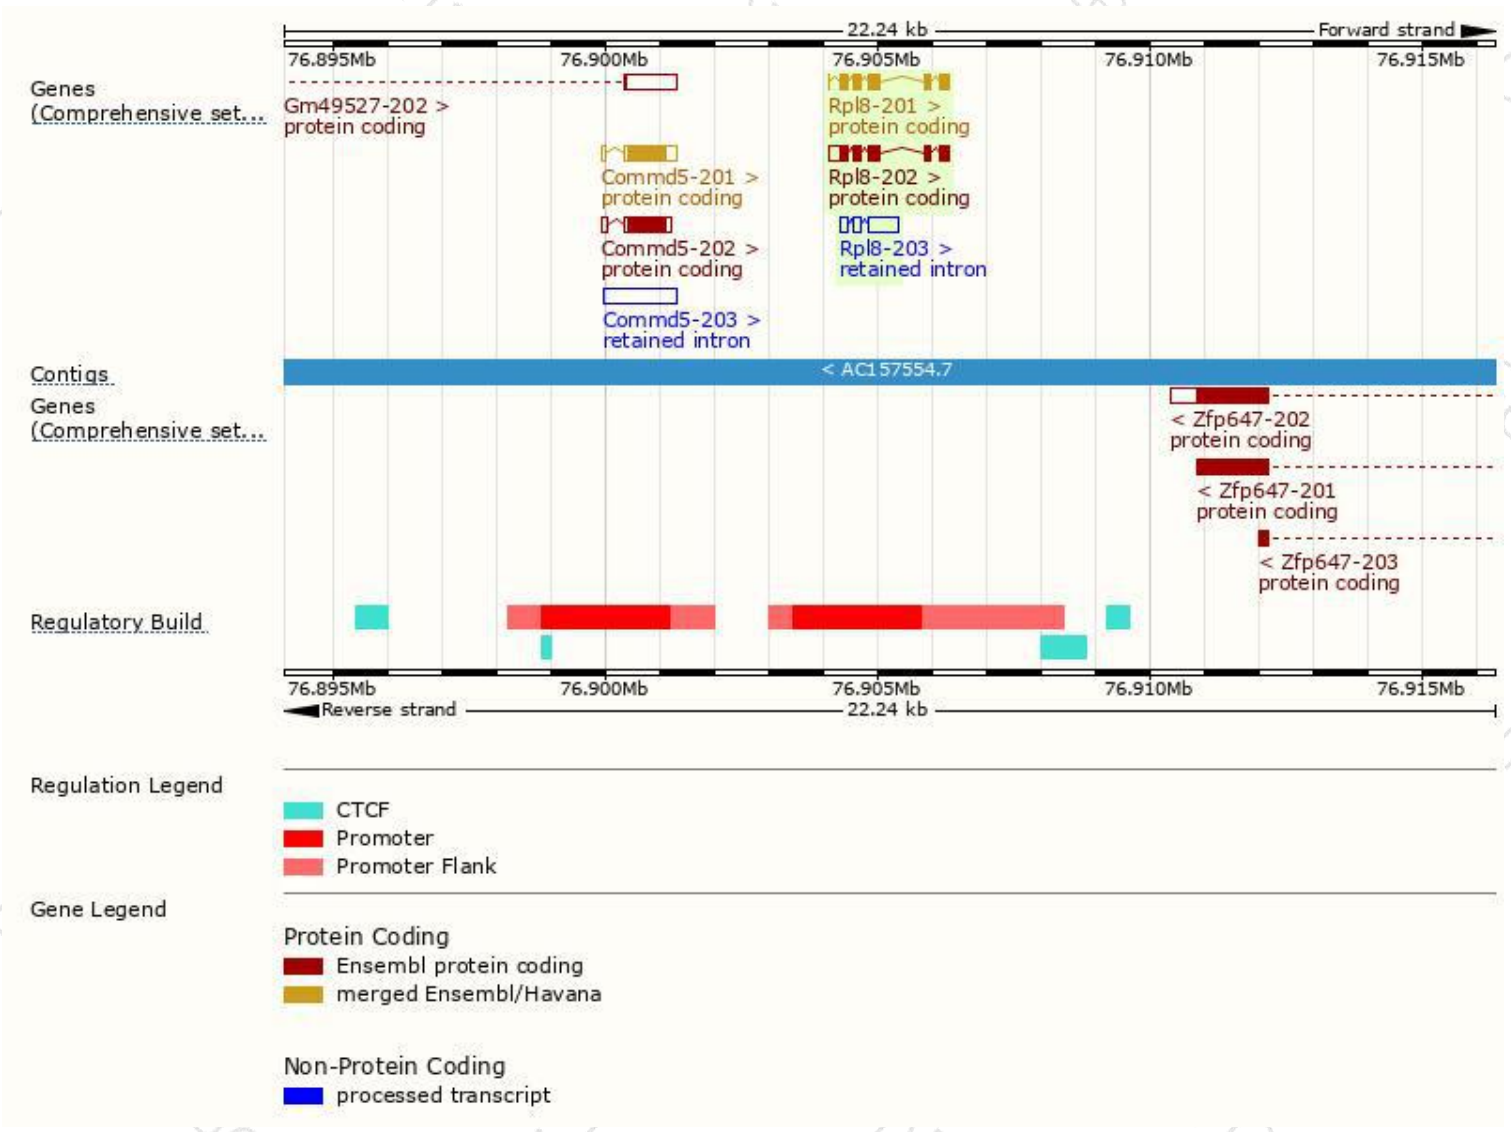 22.24 kb
Forward strand
76.895Mb 76.900Mb 76.905Mb 76.910Mb 76.915Mb
Genes
(Comprehensive set...
Gm49527-202 >
protein coding
Rpl8-201 >
protein coding
Commd5-201 >
protein coding
Rpl8-202 >
protein coding
Commd5-202 >
protein coding
Rpl8-203 >
retained intron
Commd5-203 >
retained intron
Contigs
< AC157554.7
Genes
(Comprehensive set...
< Zfp647-202
protein coding
< Zfp647-201
protein coding
< Zfp647-203
protein coding
Regulatory Build
76.895Mb 76.900Mb 76.905Mb 76.910Mb 76.915Mb
Reverse strand
22.24 kb
Regulation Legend
CTCF
Promoter
Promoter Flank
Gene Legend
Protein Coding
Ensembl protein coding
merged Ensembl/Havana
Non-Protein Coding
processed transcript